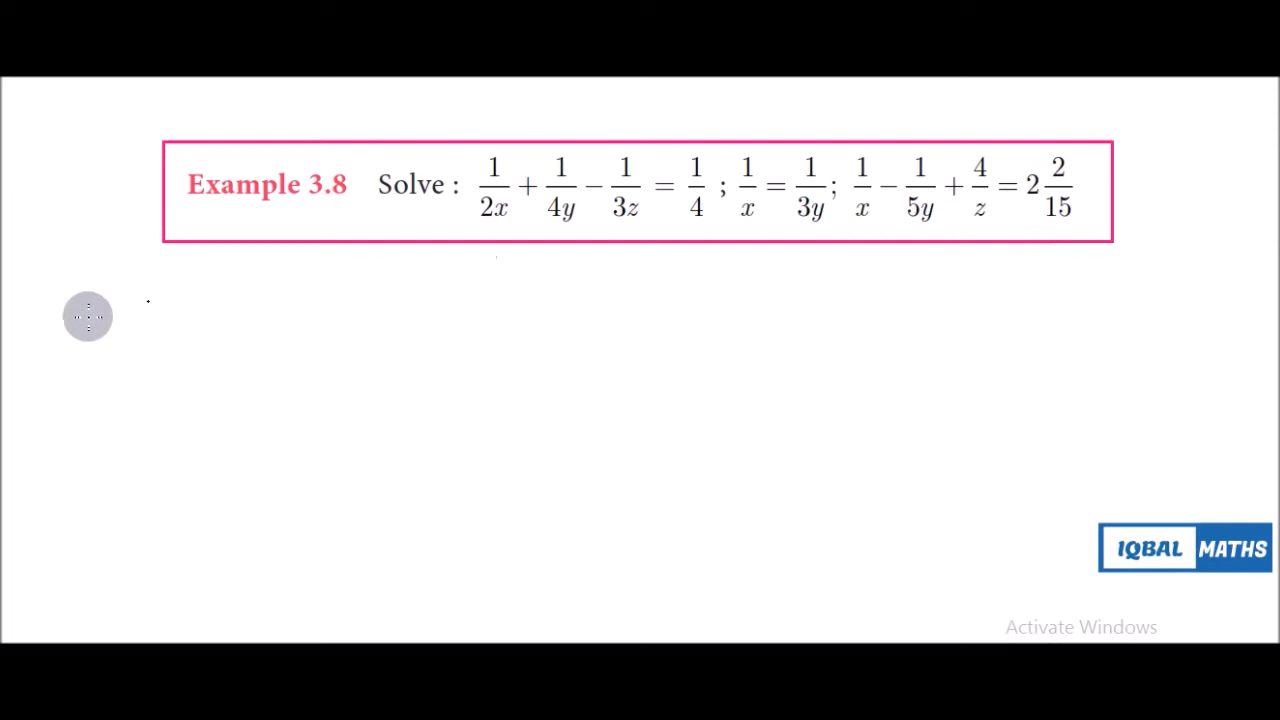 Example 3.8 Solve : 1/2x + 1/4y − 1/3z = 1/4 ; 1/x = 1/3y; 1/x − 1/5y + 4/z = 2 2/15
IQBAL MATHS
Activate Windows